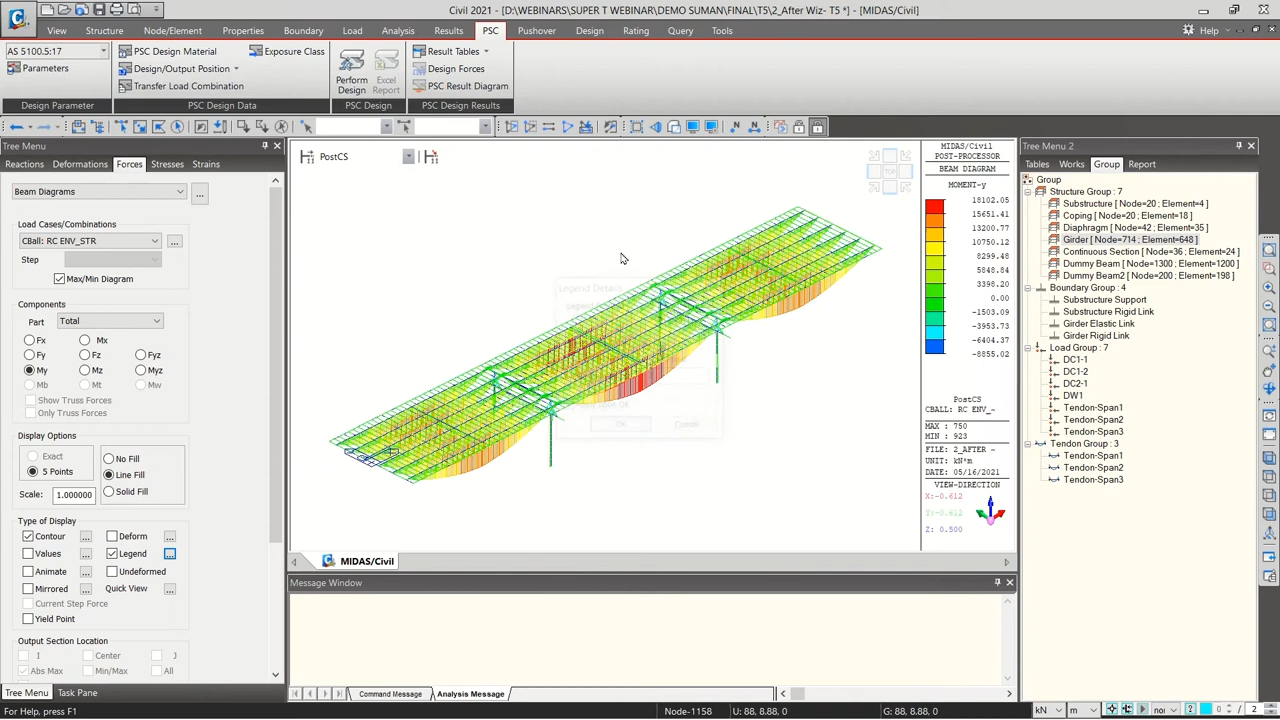 Civil 2021 - [D:\WEBINARS\SUPER T WEBINAR\DEMO SUMAN\FINAL\T5\2_After Wiz- T5 *] - [MIDAS/Civil]
View Structure Node/Element Properties Boundary Load Analysis Results PSC Pushover Design Rating Query Tools Help
AS 5100.5:17
Parameters
Design Parameter
PSC Design Material
Exposure Class
Design/Output Position
Transfer Load Combination
PSC Design Data
Perform Design
Excel Report
PSC Design
Result Tables
Design Forces
PSC Result Diagram
PSC Design Results
Tree Menu
Reactions Deformations Forces Stresses Strains
Beam Diagrams
...
Load Cases/Combinations
CBall: RC ENV_STR
...
Step
Max/Min Diagram
Components
Part Total
Fx Mx
Fy Fz Fyz
My Mz Myz
Mb Mt Mw
Show Truss Forces
Only Truss Forces
Display Options
Exact
5 Points
No Fill
Line Fill
Solid Fill
Scale: 1.000000
Type of Display
Contour ... Deform ...
Values ... Legend ...
Animate ... Undeformed
Mirrored ... Quick View ...
Current Step Force
Yield Point
Output Section Location
I Center J
Abs Max Min/Max All
Tree Menu Task Pane
PostCS
TOP
Legend Details
OK
Cancel
MIDAS/Civil
POST-PROCESSOR
BEAM DIAGRAM
MOMENT-y
18102.05
15651.41
13200.77
10750.12
8299.48
5848.84
3398.20
0.00
-1503.09
-3953.73
-6404.37
-8855.02
PostCS
CBALL: RC ENV_~
MAX : 750
MIN : 923
FILE: 2_AFTER ~
UNIT: kN*m
DATE: 05/16/2021
VIEW-DIRECTION
X:-0.612
Y:-0.612
Z: 0.500
MIDAS/Civil
Message Window
Command Message Analysis Message
Tree Menu 2
Tables Works Group Report
Group
Structure Group : 7
Substructure [ Node=20 ; Element=4 ]
Coping [ Node=20 ; Element=18 ]
Diaphragm [ Node=42 ; Element=35 ]
Girder [ Node=714 ; Element=648 ]
Continuous Section [ Node=36 ; Element=24 ]
Dummy Beam [ Node=1300 ; Element=1200 ]
Dummy Beam2 [ Node=200 ; Element=198 ]
Boundary Group : 4
Substructure Support
Substructure Rigid Link
Girder Elastic Link
Girder Rigid Link
Load Group : 7
DC1-1
DC1-2
DC2-1
DW1
Tendon-Span1
Tendon-Span2
Tendon-Span3
Tendon Group : 3
Tendon-Span1
Tendon-Span2
Tendon-Span3
For Help, press F1
Node-1158
U: 88, 8.88, 0
G: 88, 8.88, 0
kN
m
non
0 / 2